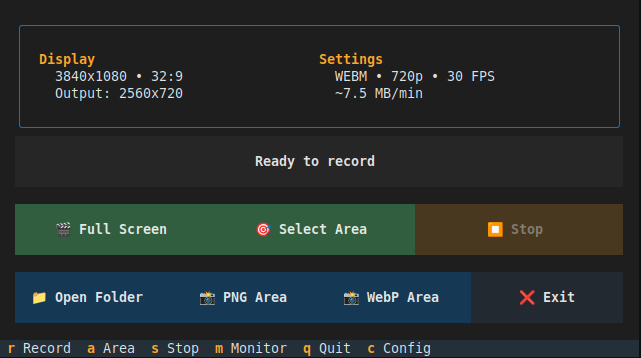 Display
3840x1080 • 32:9
Output: 2560x720
Settings
WEBM • 720p • 30 FPS
~7.5 MB/min
Ready to record
🎬 Full Screen 🎯 Select Area ⏹️ Stop
📁 Open Folder 📸 PNG Area 📸 WebP Area ❌ Exit
r Record a Area s Stop m Monitor q Quit c Config